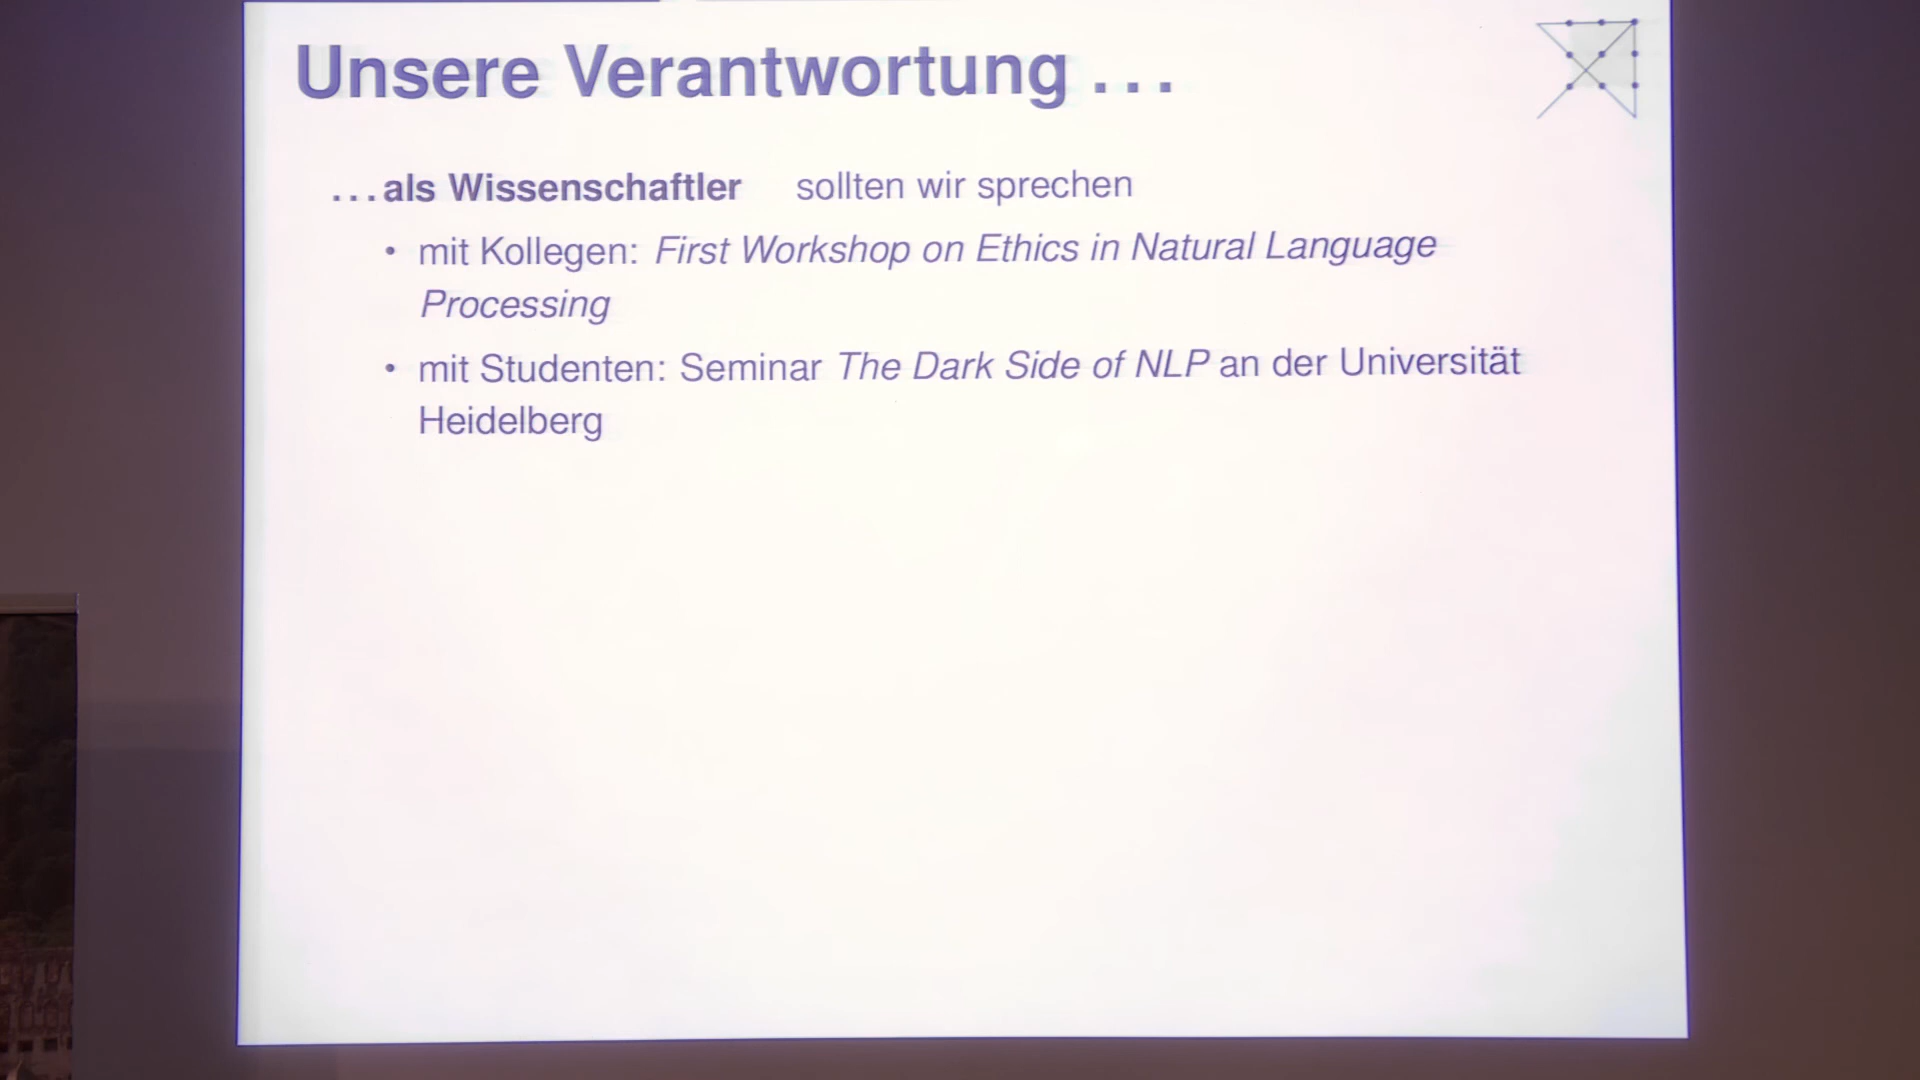 Unsere Verantwortung . . .
. . . als Wissenschaftler sollten wir sprechen
• mit Kollegen: First Workshop on Ethics in Natural Language
Processing
• mit Studenten: Seminar The Dark Side of NLP an der Universität
Heidelberg